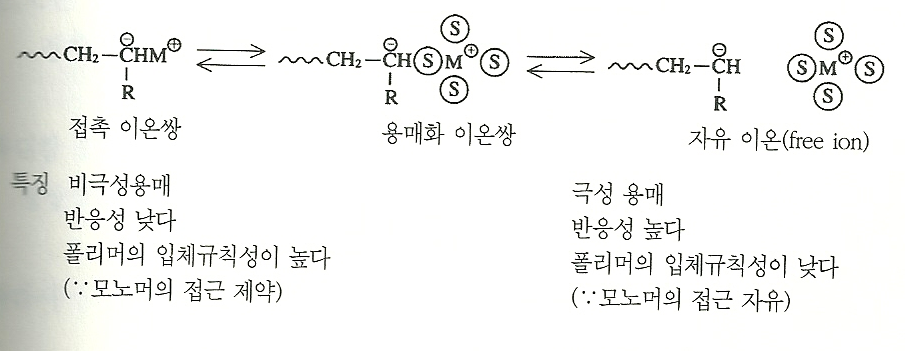 ~CH₂–CHM⊕ ⇌ ~CH₂–CHⓈM⊕Ⓢ ⇌ ~CH₂–CH ⓈM⊕Ⓢ
R R R
접촉 이온쌍 용매화 이온쌍 자유 이온(free ion)
특징 비극성용매 극성 용매
반응성 낮다 반응성 높다
폴리머의 입체규칙성이 높다 폴리머의 입체규칙성이 낮다
(∵모노머의 접근 제약) (∵모노머의 접근 자유)